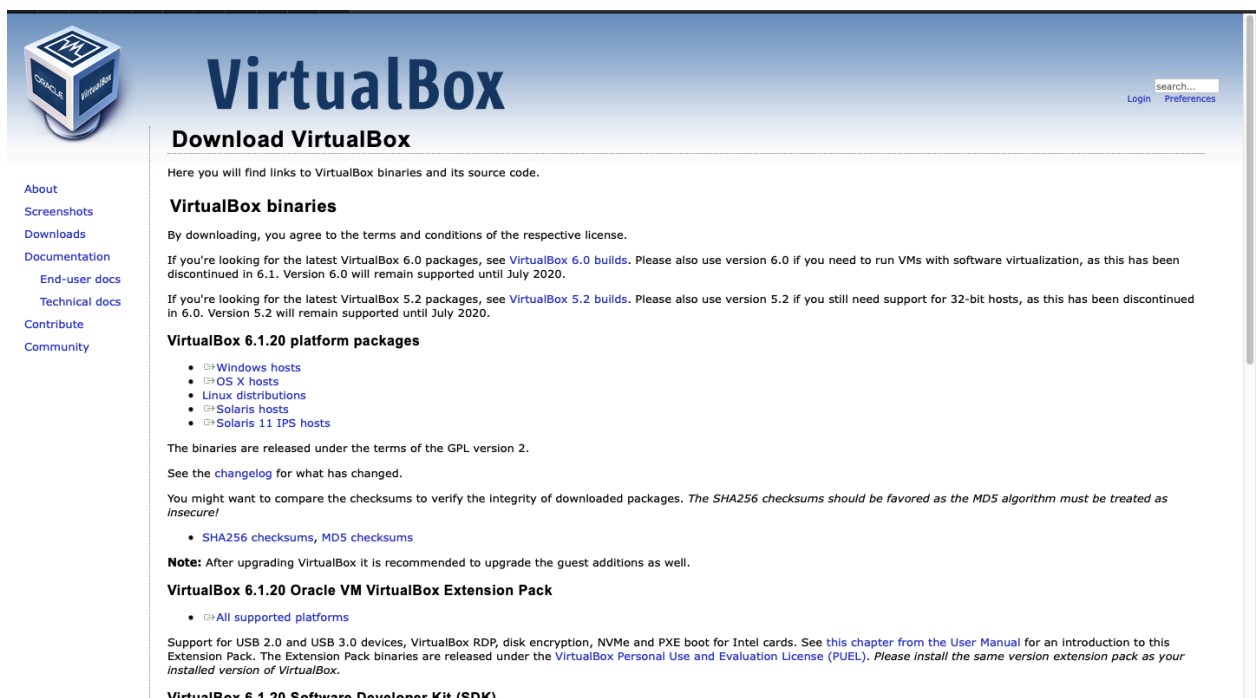 ORACLE
VirtualBox
VirtualBox
search...
Login Preferences
Download VirtualBox
Here you will find links to VirtualBox binaries and its source code.
About
Screenshots
Downloads
Documentation
End-user docs
Technical docs
Contribute
Community
VirtualBox binaries
By downloading, you agree to the terms and conditions of the respective license.
If you're looking for the latest VirtualBox 6.0 packages, see VirtualBox 6.0 builds. Please also use version 6.0 if you need to run VMs with software virtualization, as this has been
discontinued in 6.1. Version 6.0 will remain supported until July 2020.
If you're looking for the latest VirtualBox 5.2 packages, see VirtualBox 5.2 builds. Please also use version 5.2 if you still need support for 32-bit hosts, as this has been discontinued
in 6.0. Version 5.2 will remain supported until July 2020.
VirtualBox 6.1.20 platform packages
• Windows hosts
• OS X hosts
• Linux distributions
• Solaris hosts
• Solaris 11 IPS hosts
The binaries are released under the terms of the GPL version 2.
See the changelog for what has changed.
You might want to compare the checksums to verify the integrity of downloaded packages. The SHA256 checksums should be favored as the MD5 algorithm must be treated as
insecure!
• SHA256 checksums, MD5 checksums
Note: After upgrading VirtualBox it is recommended to upgrade the guest additions as well.
VirtualBox 6.1.20 Oracle VM VirtualBox Extension Pack
• All supported platforms
Support for USB 2.0 and USB 3.0 devices, VirtualBox RDP, disk encryption, NVMe and PXE boot for Intel cards. See this chapter from the User Manual for an introduction to this
Extension Pack. The Extension Pack binaries are released under the VirtualBox Personal Use and Evaluation License (PUEL). Please install the same version extension pack as your
installed version of VirtualBox.
VirtualBox 6.1.20 Software Developer Kit (SDK)